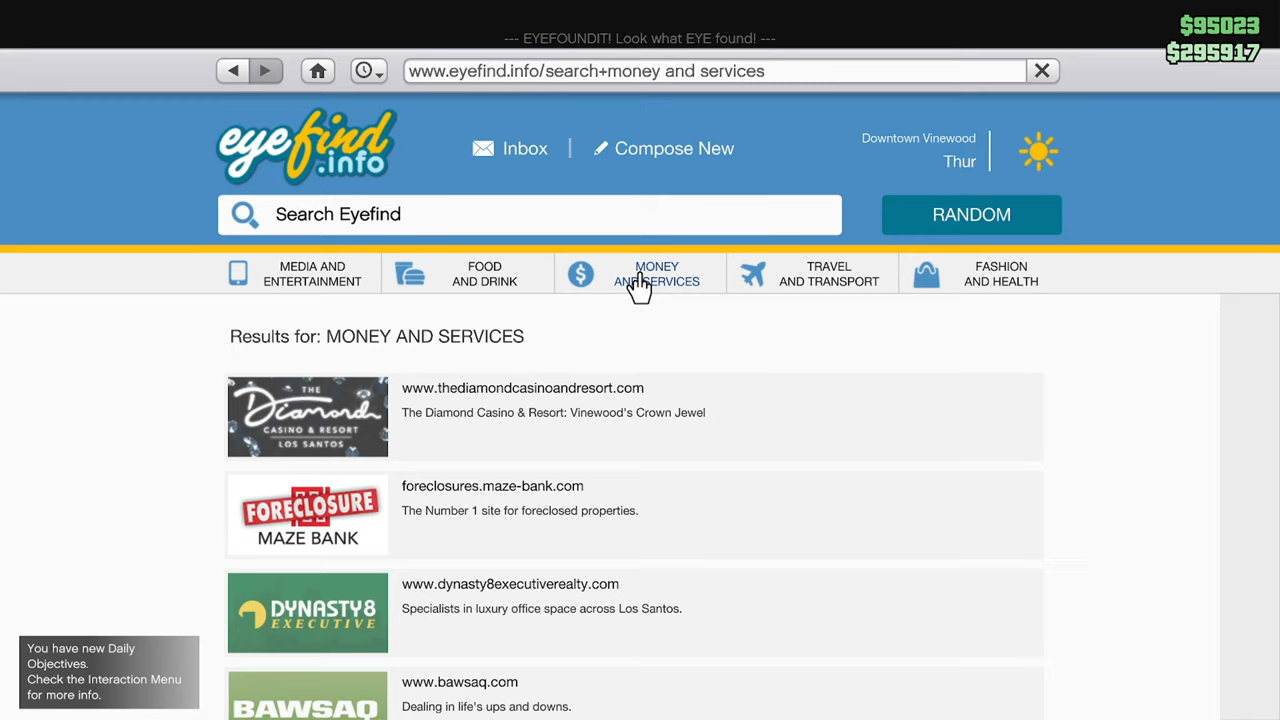 $95023
--- EYEFOUNDIT! Look what EYE found! ---
$295917
www.eyefind.info/search+money and services
eyefind
.info
Inbox
Compose New
Downtown Vinewood
Thur
Search Eyefind
RANDOM
MEDIA AND
ENTERTAINMENT
FOOD
AND DRINK
MONEY
AND SERVICES
TRAVEL
AND TRANSPORT
FASHION
AND HEALTH
Results for: MONEY AND SERVICES
THE
Diamond
CASINO & RESORT
LOS SANTOS
www.thediamondcasinoandresort.com
The Diamond Casino & Resort: Vinewood's Crown Jewel
FORECLOSURE
MAZE BANK
foreclosures.maze-bank.com
The Number 1 site for foreclosed properties.
DYNASTY8
EXECUTIVE
www.dynasty8executiverealty.com
Specialists in luxury office space across Los Santos.
BAWSAQ
www.bawsaq.com
Dealing in life's ups and downs.
You have new Daily
Objectives.
Check the Interaction Menu
for more info.